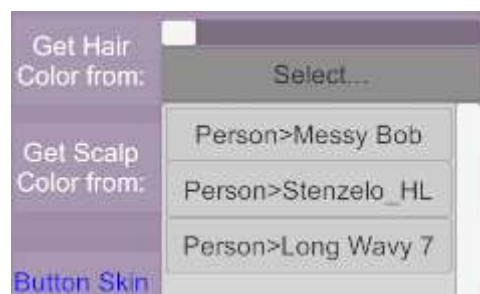 Get Hair
Color from:
Select...
Person>Messy Bob
Get Scalp
Color from:
Person>Stenzelo_HL
Person>Long Wavy 7
Button Skin